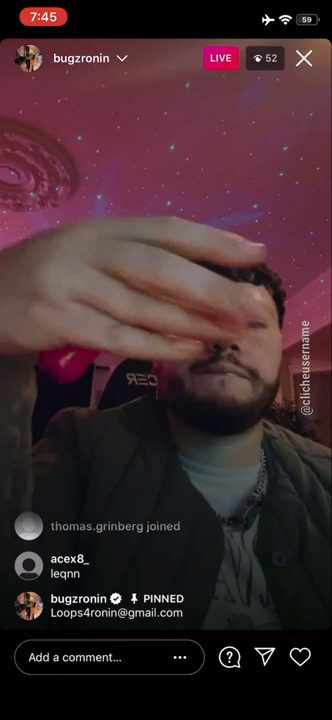 7:45
59
bugzronin
LIVE
52
@clicheusername
thomas.grinberg joined
acex8_
leqnn
bugzronin PINNED
Loops4ronin@gmail.com
Add a comment...